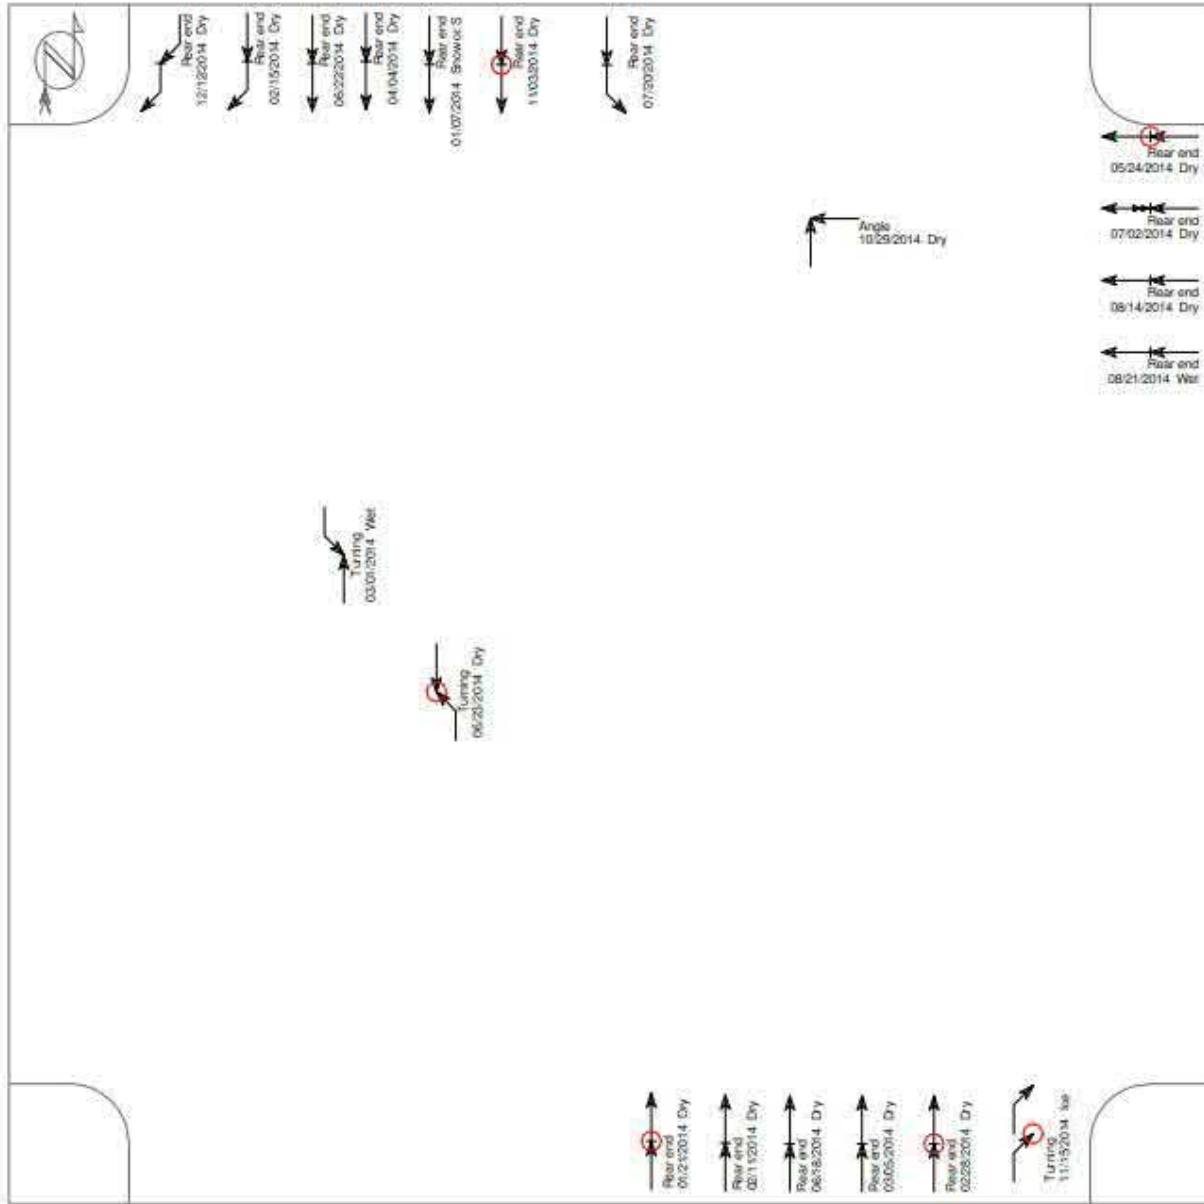 Rear end
12/12/2014 Dry
Rear end
02/15/2014 Dry
Rear end
06/22/2014 Dry
Rear end
04/04/2014 Dry
Rear end
01/07/2014 Snowor S
Rear end
11/03/2014 Dry
Rear end
07/20/2014 Dry
Rear end
05/24/2014 Dry
Rear end
07/02/2014 Dry
Rear end
08/14/2014 Dry
Rear end
08/21/2014 Wet
Angle
10/29/2014 Dry
Turning
03/01/2014 Wet
Turning
06/23/2014 Dry
Rear end
01/21/2014 Dry
Rear end
02/11/2014 Dry
Rear end
06/18/2014 Dry
Rear end
03/05/2014 Dry
Rear end
02/28/2014 Dry
Turning
11/15/2014 Ice